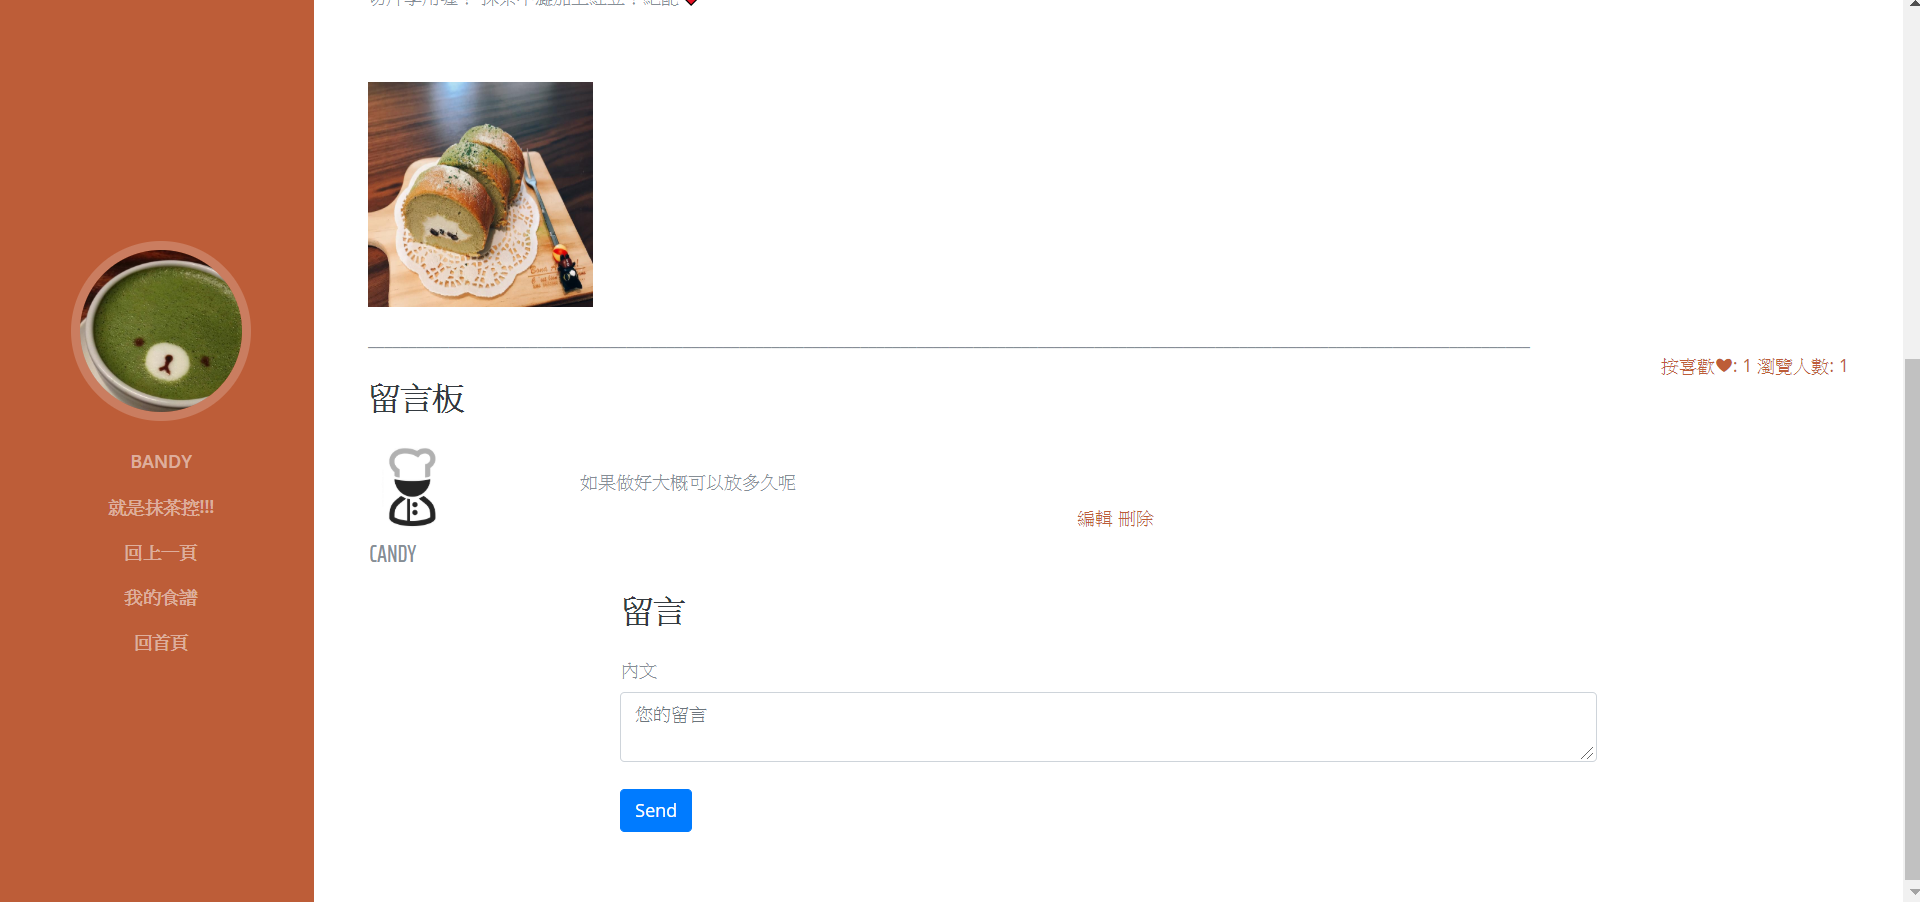 BANDY
就是抹茶控!!!
回上一頁
我的食譜
回首頁
按喜歡❤: 1 瀏覽人數: 1
留言板
如果做好大概可以放多久呢
編輯 刪除
CANDY
留言
內文
您的留言
Send